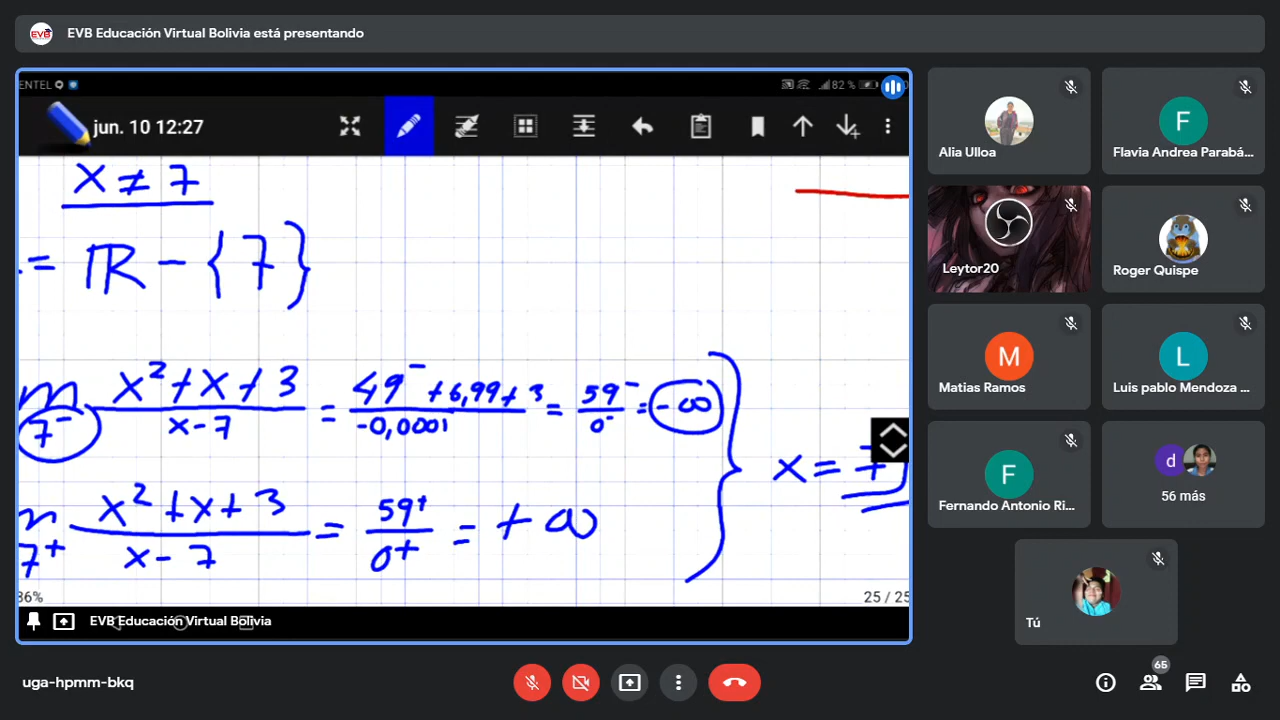 EVB Educación Virtual Bolivia está presentando
ENTEL
82 %
jun. 10 12:27
x ≠ 7
= ℝ - {7}
m 7⁻ x²+x+3 / x-7 = 49⁻+6,99+3 / -0,0001 = 59⁻ / 0⁻ = -∞
x = 7
m 7⁺ x²+x+3 / x-7 = 59⁺ / 0⁺ = +∞
36%
25 / 25
EVB Educación Virtual Bolivia
Alia Ulloa
Flavia Andrea Parabá...
Leytor20
Roger Quispe
Matias Ramos
Luis pablo Mendoza ...
Fernando Antonio Ri...
d
56 más
Tú
F
M
L
F
uga-hpmm-bkq
65